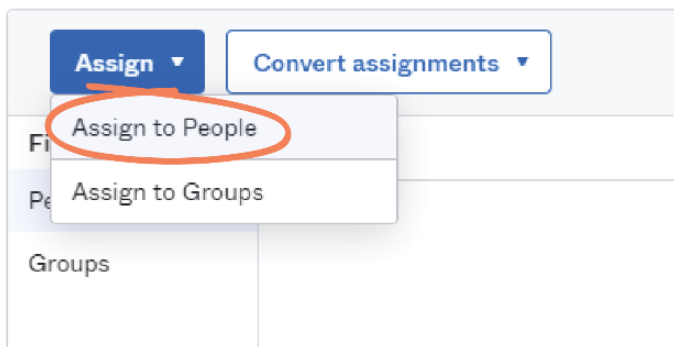 Assign
Convert assignments
Assign to People
Assign to Groups
Groups